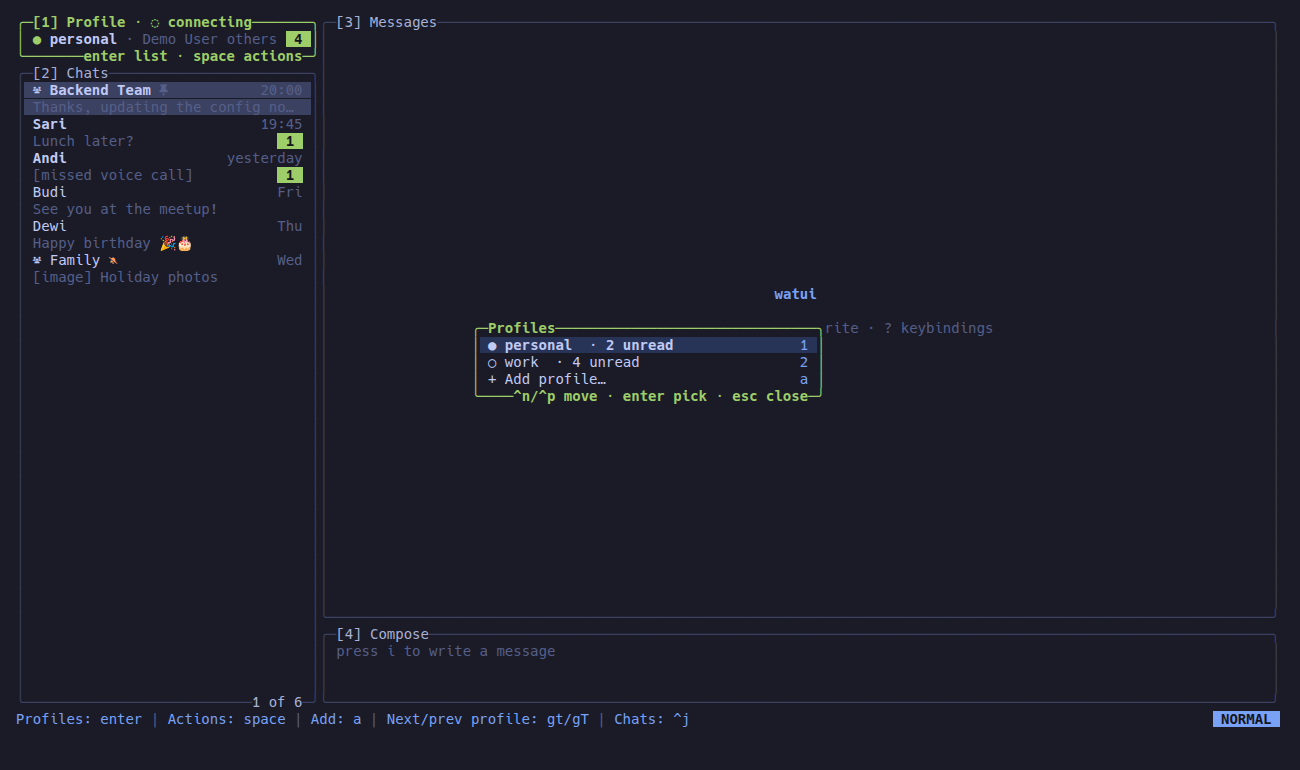 [1] Profile · ◌ connecting
● personal · Demo User others 4
enter list · space actions
[2] Chats
Backend Team 20:00
Thanks, updating the config no…
Sari 19:45
Lunch later? 1
Andi yesterday
[missed voice call] 1
Budi Fri
See you at the meetup!
Dewi Thu
Happy birthday 🎉🎂
Family Wed
[image] Holiday photos
1 of 6
[3] Messages
watui
rite · ? keybindings
Profiles
● personal · 2 unread 1
○ work · 4 unread 2
+ Add profile… a
^n/^p move · enter pick · esc close
[4] Compose
press i to write a message
Profiles: enter | Actions: space | Add: a | Next/prev profile: gt/gT | Chats: ^j
NORMAL